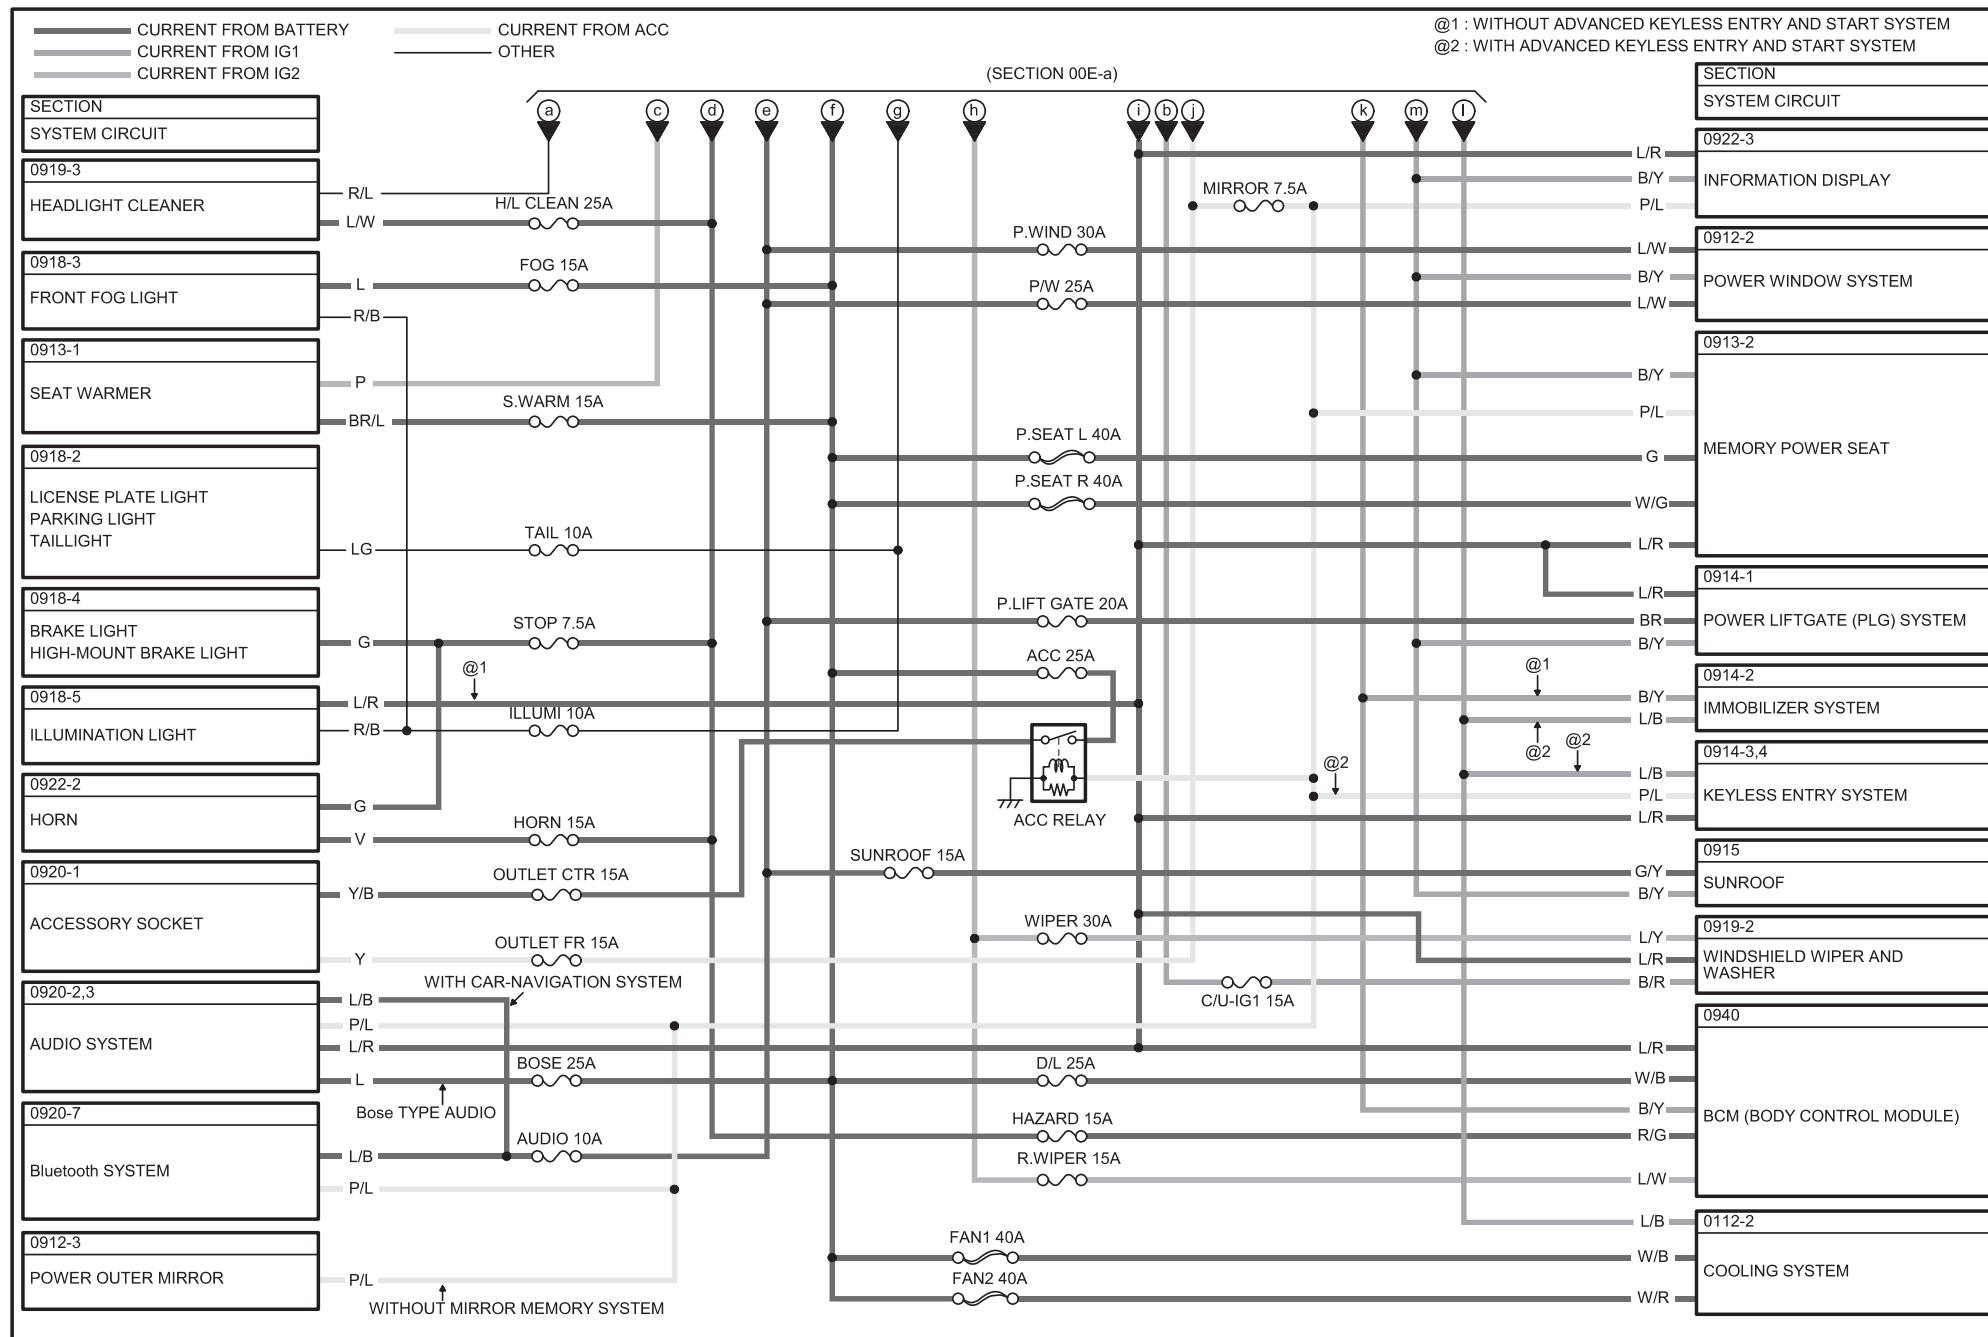 CURRENT FROM BATTERY
CURRENT FROM IG1
CURRENT FROM IG2
CURRENT FROM ACC
OTHER
@1 : WITHOUT ADVANCED KEYLESS ENTRY AND START SYSTEM
@2 : WITH ADVANCED KEYLESS ENTRY AND START SYSTEM
(SECTION 00E-a)
a c d e f g h i b j k m l
SECTION
SYSTEM CIRCUIT
0919-3
HEADLIGHT CLEANER
R/L
L/W
H/L CLEAN 25A
0918-3
FRONT FOG LIGHT
L
R/B
FOG 15A
0913-1
SEAT WARMER
P
BR/L
S.WARM 15A
0918-2
LICENSE PLATE LIGHT
PARKING LIGHT
TAILLIGHT
LG
TAIL 10A
0918-4
BRAKE LIGHT
HIGH-MOUNT BRAKE LIGHT
G
STOP 7.5A
@1
0918-5
ILLUMINATION LIGHT
L/R
R/B
ILLUMI 10A
0922-2
HORN
G
V
HORN 15A
0920-1
ACCESSORY SOCKET
Y/B
Y
OUTLET CTR 15A
OUTLET FR 15A
WITH CAR-NAVIGATION SYSTEM
0920-2,3
AUDIO SYSTEM
L/B
P/L
L/R
L
BOSE 25A
Bose TYPE AUDIO
0920-7
Bluetooth SYSTEM
L/B
P/L
AUDIO 10A
0912-3
POWER OUTER MIRROR
P/L
WITHOUT MIRROR MEMORY SYSTEM
MIRROR 7.5A
P.WIND 30A
P/W 25A
P.SEAT L 40A
P.SEAT R 40A
P.LIFT GATE 20A
ACC 25A
ACC RELAY
@2
SUNROOF 15A
WIPER 30A
C/U-IG1 15A
D/L 25A
HAZARD 15A
R.WIPER 15A
FAN1 40A
FAN2 40A
SECTION
SYSTEM CIRCUIT
0922-3
INFORMATION DISPLAY
L/R
B/Y
P/L
0912-2
POWER WINDOW SYSTEM
L/W
B/Y
L/W
0913-2
MEMORY POWER SEAT
B/Y
P/L
G
W/G
L/R
0914-1
POWER LIFTGATE (PLG) SYSTEM
L/R
BR
B/Y
0914-2
IMMOBILIZER SYSTEM
@1
B/Y
L/B
@2
0914-3,4
KEYLESS ENTRY SYSTEM
@2
L/B
P/L
L/R
0915
SUNROOF
G/Y
B/Y
0919-2
WINDSHIELD WIPER AND
WASHER
L/Y
L/R
B/R
0940
BCM (BODY CONTROL MODULE)
L/R
W/B
B/Y
R/G
L/W
0112-2
COOLING SYSTEM
L/B
W/B
W/R